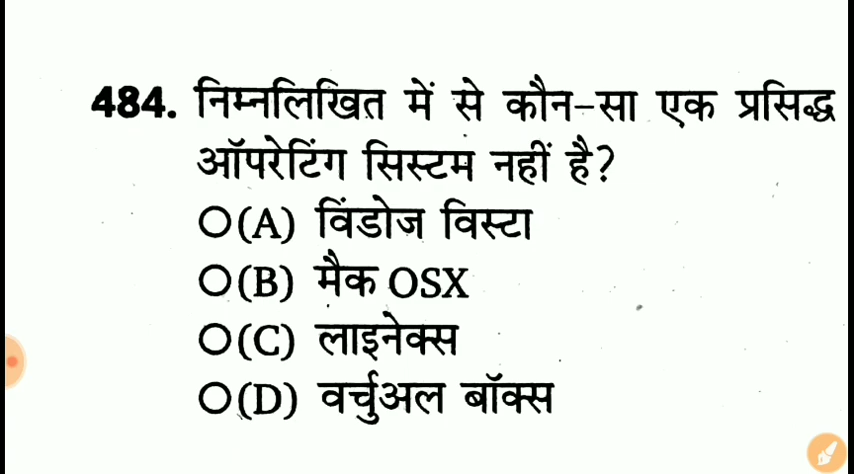 484. निम्नलिखित में से कौन-सा एक प्रसिद्ध
ऑपरेटिंग सिस्टम नहीं है?
(A) विंडोज विस्टा
(B) मैक OSX
(C) लाइनेक्स
(D) वर्चुअल बॉक्स